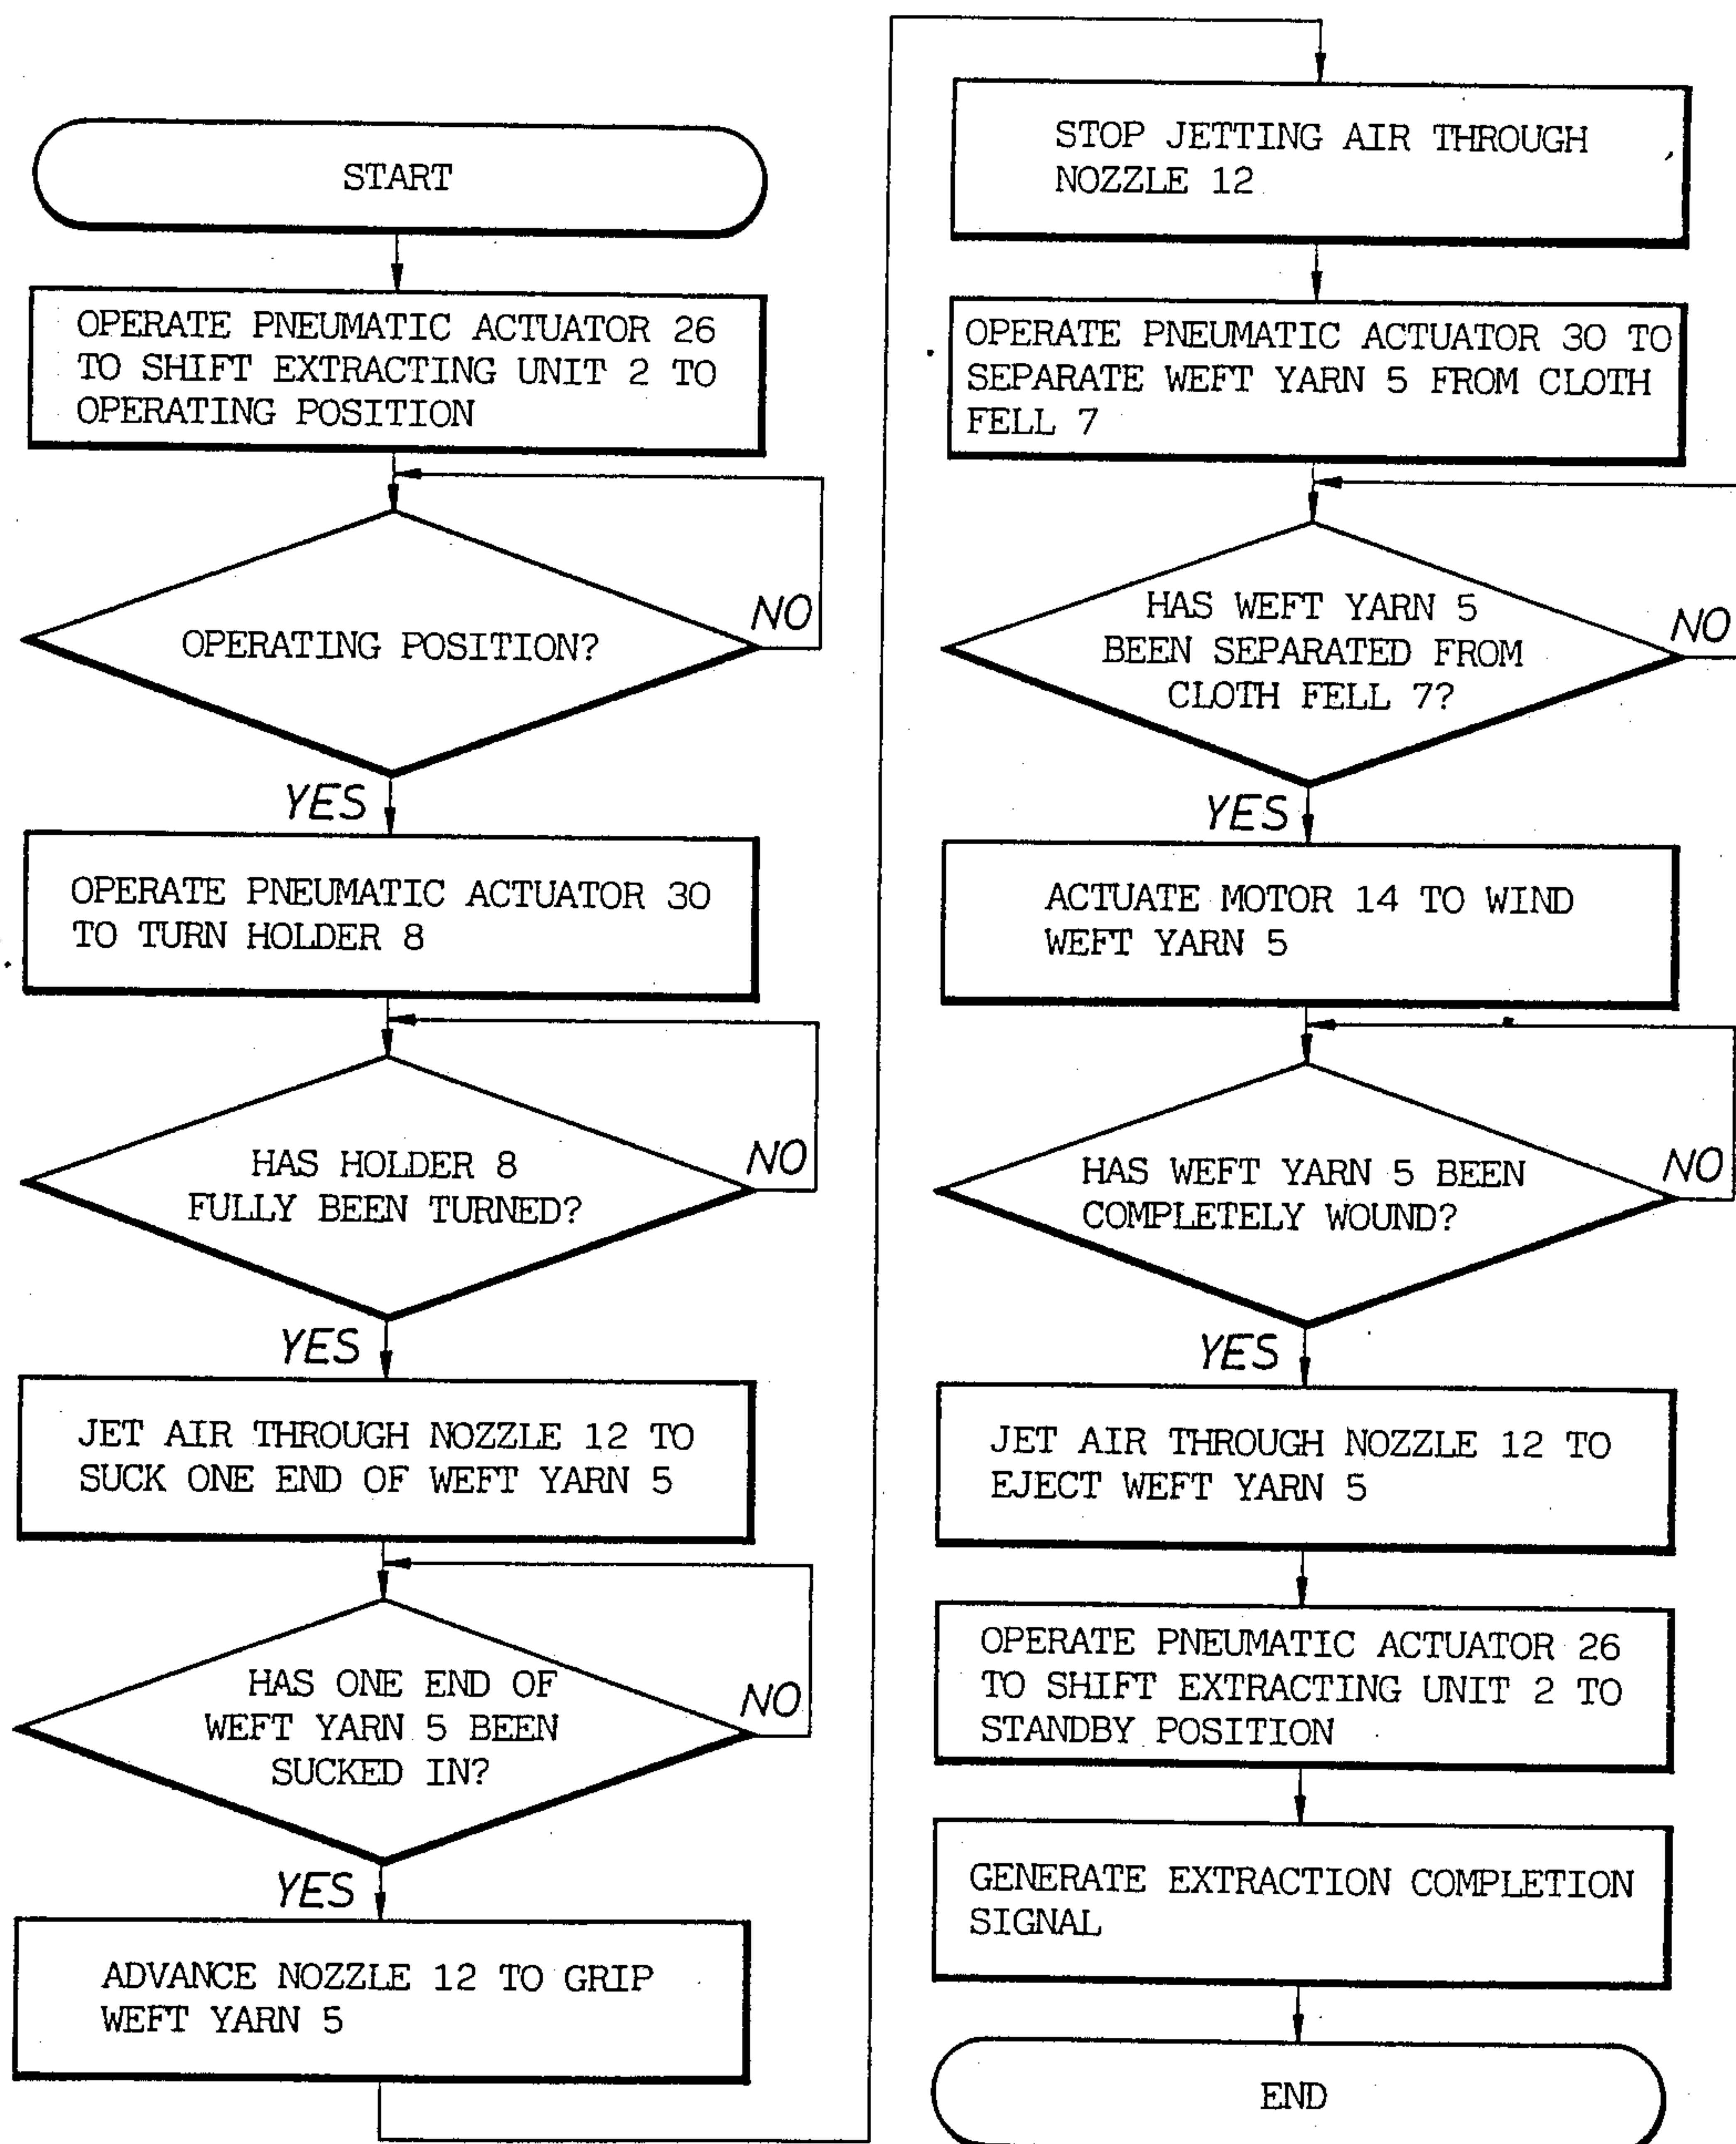 START
OPERATE PNEUMATIC ACTUATOR 26
TO SHIFT EXTRACTING UNIT 2 TO
OPERATING POSITION
OPERATING POSITION?
NO
YES
OPERATE PNEUMATIC ACTUATOR 30
TO TURN HOLDER 8
HAS HOLDER 8
FULLY BEEN TURNED?
NO
YES
JET AIR THROUGH NOZZLE 12 TO
SUCK ONE END OF WEFT YARN 5
HAS ONE END OF
WEFT YARN 5 BEEN
SUCKED IN?
NO
YES
ADVANCE NOZZLE 12 TO GRIP
WEFT YARN 5
STOP JETTING AIR THROUGH
NOZZLE 12
OPERATE PNEUMATIC ACTUATOR 30 TO
SEPARATE WEFT YARN 5 FROM CLOTH
FELL 7
HAS WEFT YARN 5
BEEN SEPARATED FROM
CLOTH FELL 7?
NO
YES
ACTUATE MOTOR 14 TO WIND
WEFT YARN 5
HAS WEFT YARN 5 BEEN
COMPLETELY WOUND?
NO
YES
JET AIR THROUGH NOZZLE 12 TO
EJECT WEFT YARN 5
OPERATE PNEUMATIC ACTUATOR 26
TO SHIFT EXTRACTING UNIT 2 TO
STANDBY POSITION
GENERATE EXTRACTION COMPLETION
SIGNAL
END